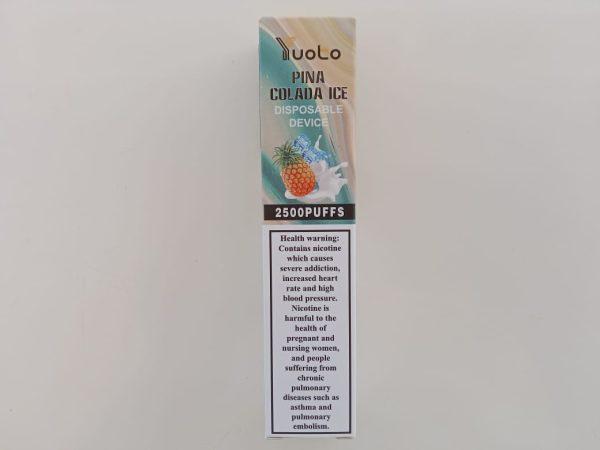 YuoLo
PINA
COLADA ICE
DISPOSABLE
DEVICE
2500PUFFS
Health warning:
Contains nicotine
which causes
severe addiction,
increased heart
rate and high
blood pressure.
Nicotine is
harmful to the
health of
pregnant and
nursing women,
and people
suffering from
chronic
pulmonary
diseases such as
asthma and
pulmonary
embolism.